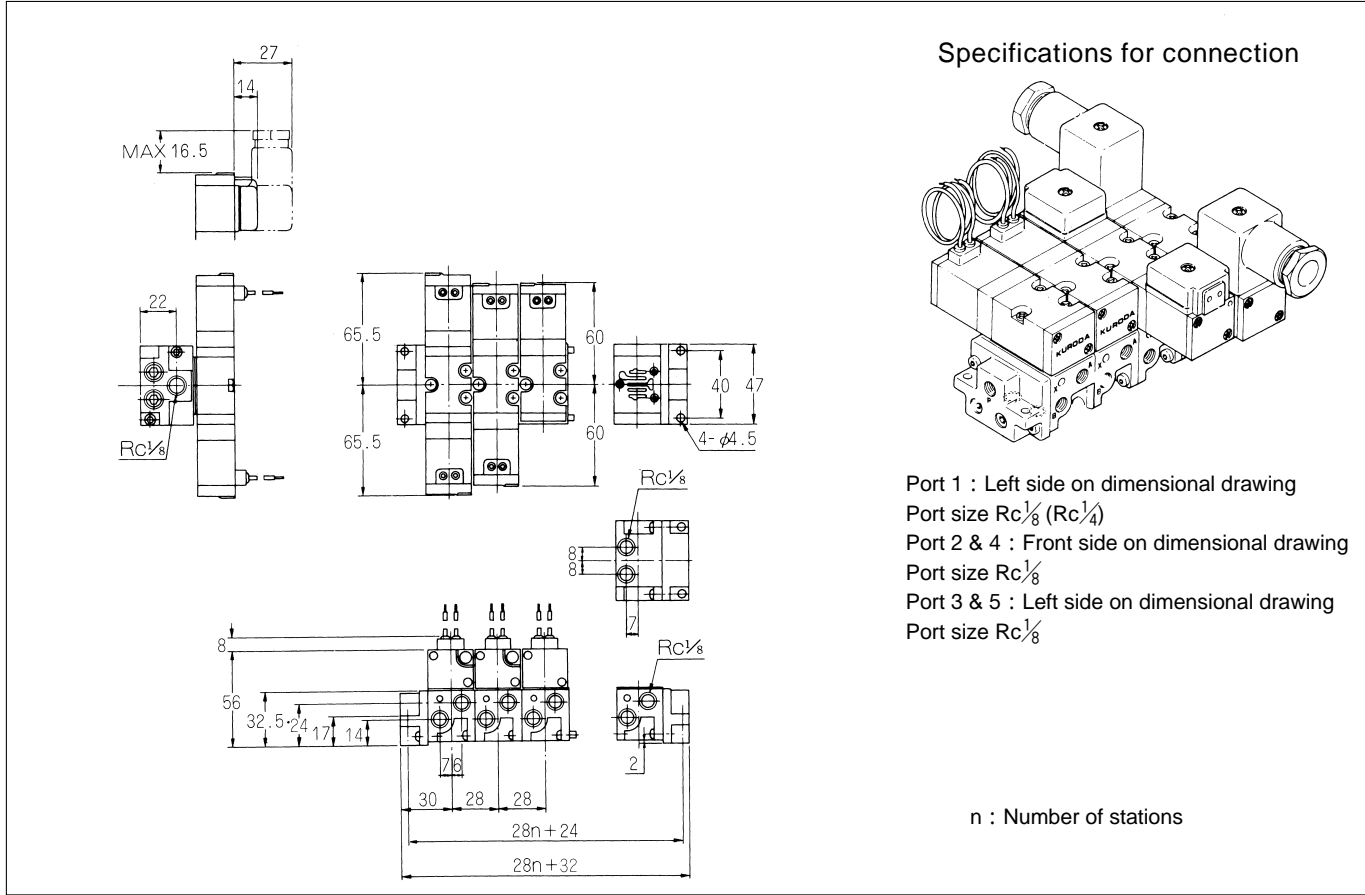 Specifications for connection
27
14
MAX 16.5
22
65.5
65.5
Rc1/8
60
60
40
47
4-φ4.5
KURODA
KURODA
P
X
A
B
X
A
B
Port 1 : Left side on dimensional drawing
Port size Rc1/8 (Rc1/4)
Port 2 & 4 : Front side on dimensional drawing
Port size Rc1/8
Port 3 & 5 : Left side on dimensional drawing
Port size Rc1/8
Rc1/8
8
8
7
8
56
32.5
24
17
14
7 6
30
28
28
28n+24
28n+32
Rc1/8
2
n : Number of stations